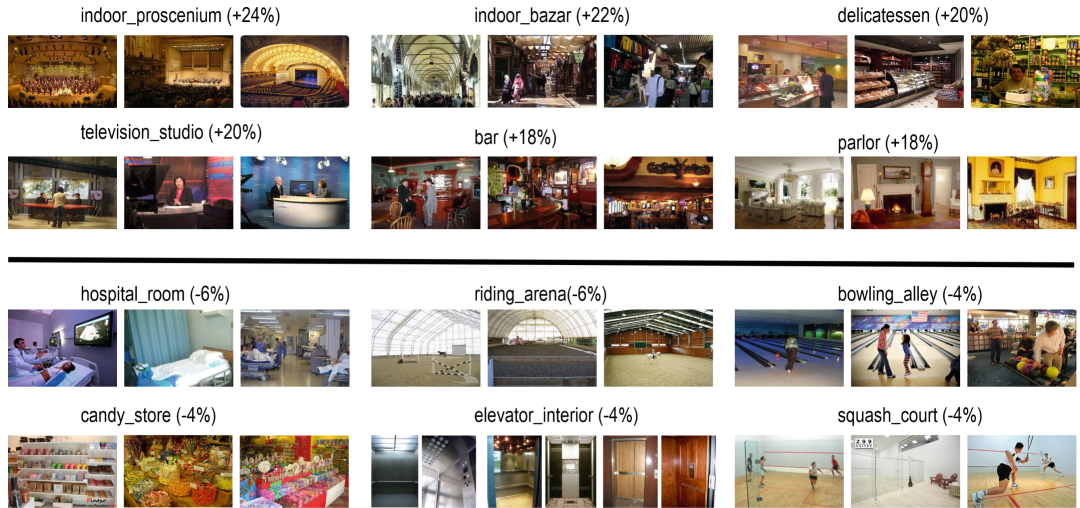 indoor_proscenium (+24%)
indoor_bazar (+22%)
delicatessen (+20%)
television_studio (+20%)
bar (+18%)
parlor (+18%)
hospital_room (-6%)
riding_arena(-6%)
bowling_alley (-4%)
candy_store (-4%)
elevator_interior (-4%)
squash_court (-4%)
299